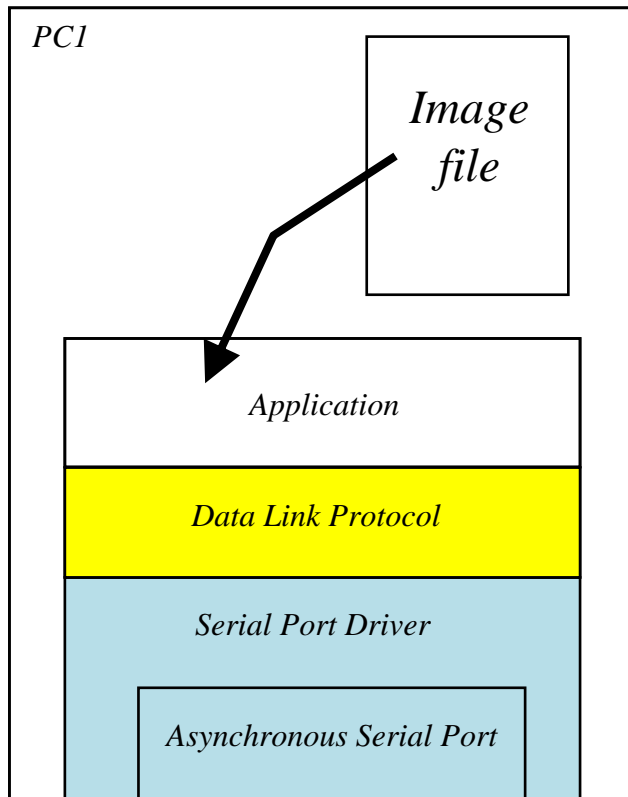 PC1
Image
file
Application
Data Link Protocol
Serial Port Driver
Asynchronous Serial Port